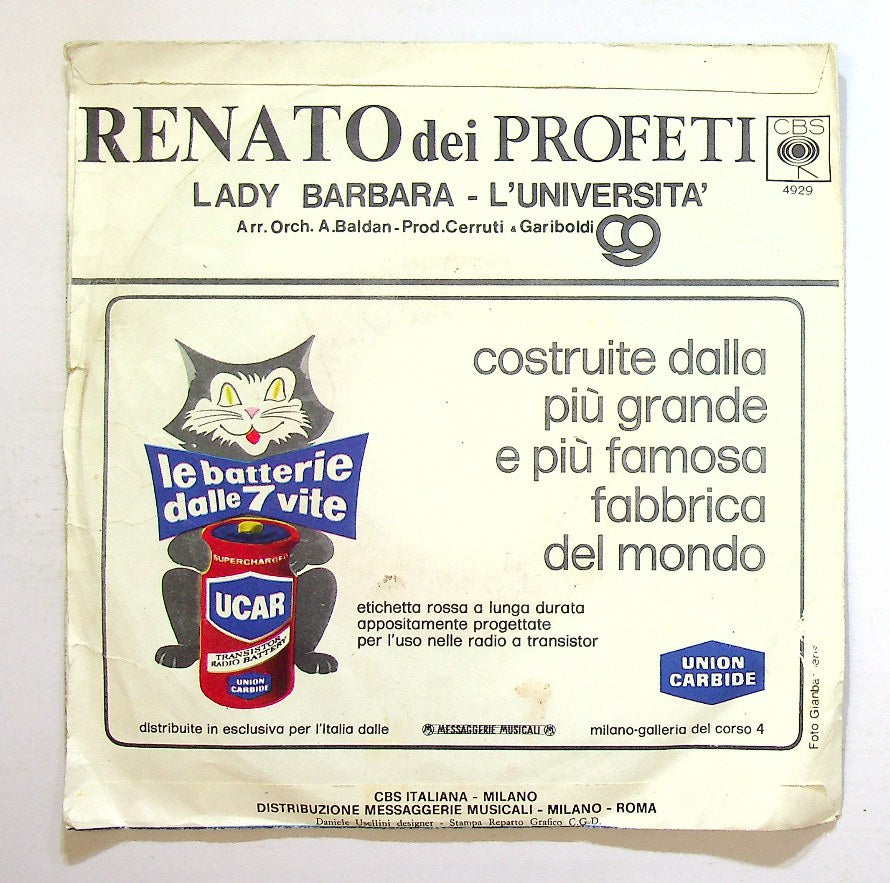 RENATO dei PROFETI
CBS
4929
LADY BARBARA - L'UNIVERSITA'
Arr. Orch. A. Baldan - Prod. Cerruti & Gariboldi
costruite dalla
più grande
e più famosa
fabbrica
del mondo
le batterie
dalle 7 vite
SUPERCHARGED
UCAR
TRANSISTOR
RADIO BATTERY
UNION
CARBIDE
etichetta rossa a lunga durata
appositamente progettate
per l'uso nelle radio a transistor
UNION
CARBIDE
distribuite in esclusiva per l'Italia dalle MESSAGGERIE MUSICALI milano-galleria del corso 4
Foto
CBS ITALIANA - MILANO
DISTRIBUZIONE MESSAGGERIE MUSICALI - MILANO - ROMA
Daniele Usellini designer - Stampa Reparto Grafico C.G.D.